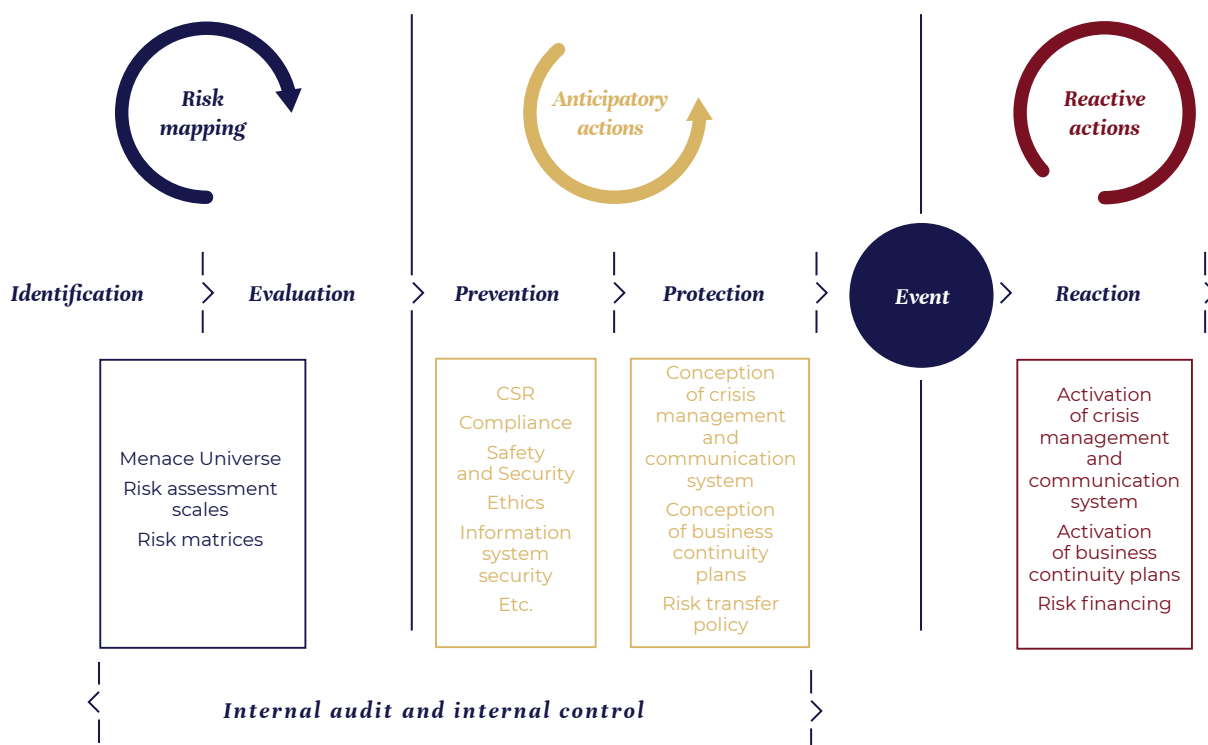 Risk
mapping
Anticipatory
actions
Reactive
actions
Identification
Evaluation
Prevention
Protection
Event
Reaction
Menace Universe
Risk assessment
scales
Risk matrices
CSR
Compliance
Safety
and Security
Ethics
Information
system
security
Etc.
Conception
of crisis
management
and
communication
system
Conception
of business
continuity
plans
Risk transfer
policy
Activation
of crisis
management
and
communication
system
Activation
of business
continuity plans
Risk financing
Internal audit and internal control